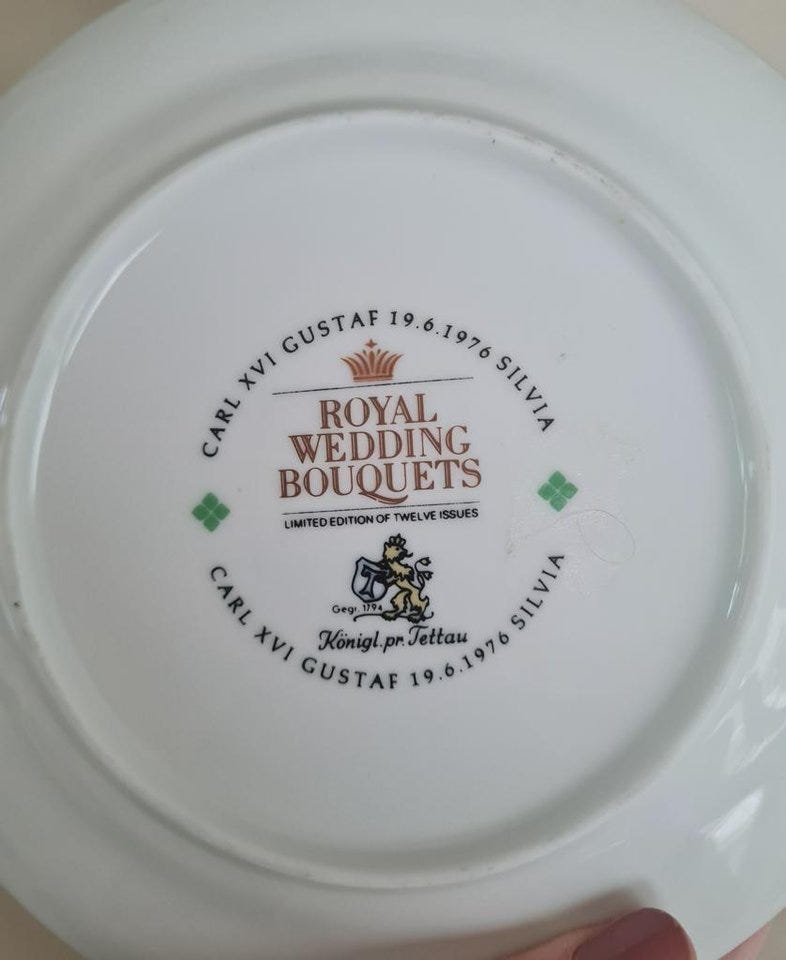 CARL XVI GUSTAF 19.6.1976 SILVIA
ROYAL
WEDDING
BOUQUETS
LIMITED EDITION OF TWELVE ISSUES
T
Gegr. 1794
Königl.pr.Tettau
CARL XVI GUSTAF 19.6.1976 SILVIA